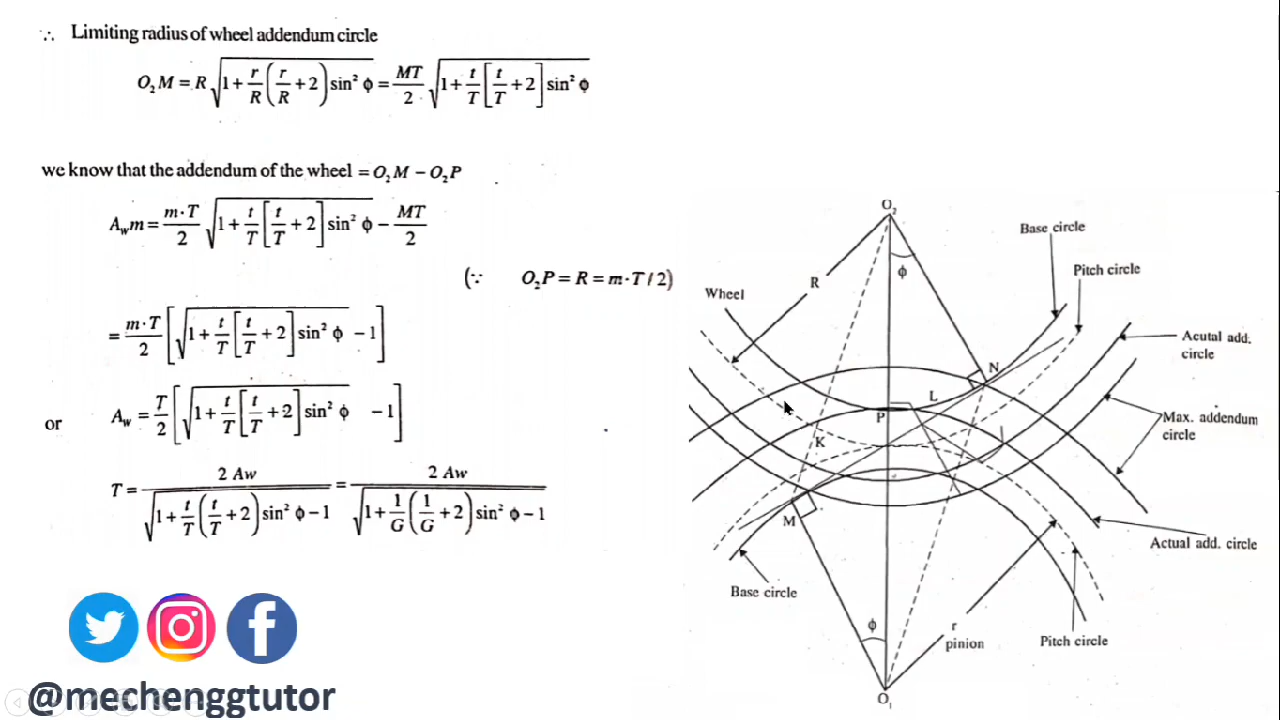 ∴ Limiting radius of wheel addendum circle
O₂M = R √(1 + r/R (r/R + 2) sin² φ) = MT/2 √(1 + t/T [t/T + 2] sin² φ)
we know that the addendum of the wheel = O₂M − O₂P
A_w m = m·T/2 √(1 + t/T [t/T + 2] sin² φ) − MT/2
(∵ O₂P = R = m·T/2)
= m·T/2 [√(1 + t/T [t/T + 2] sin² φ) − 1]
or A_w = T/2 [√(1 + t/T [t/T + 2] sin² φ) − 1]
T = 2 Aw / √(1 + t/T (t/T + 2) sin² φ − 1) = 2 Aw / √(1 + 1/G (1/G + 2) sin² φ − 1)
O₂
Base circle
φ
Pitch circle
R
Wheel
Acutal add.
circle
N
L
P
Max. addendum
circle
K
M
Actual add. circle
Base circle
φ
r
pinion
Pitch circle
O₁
@mechenggtutor